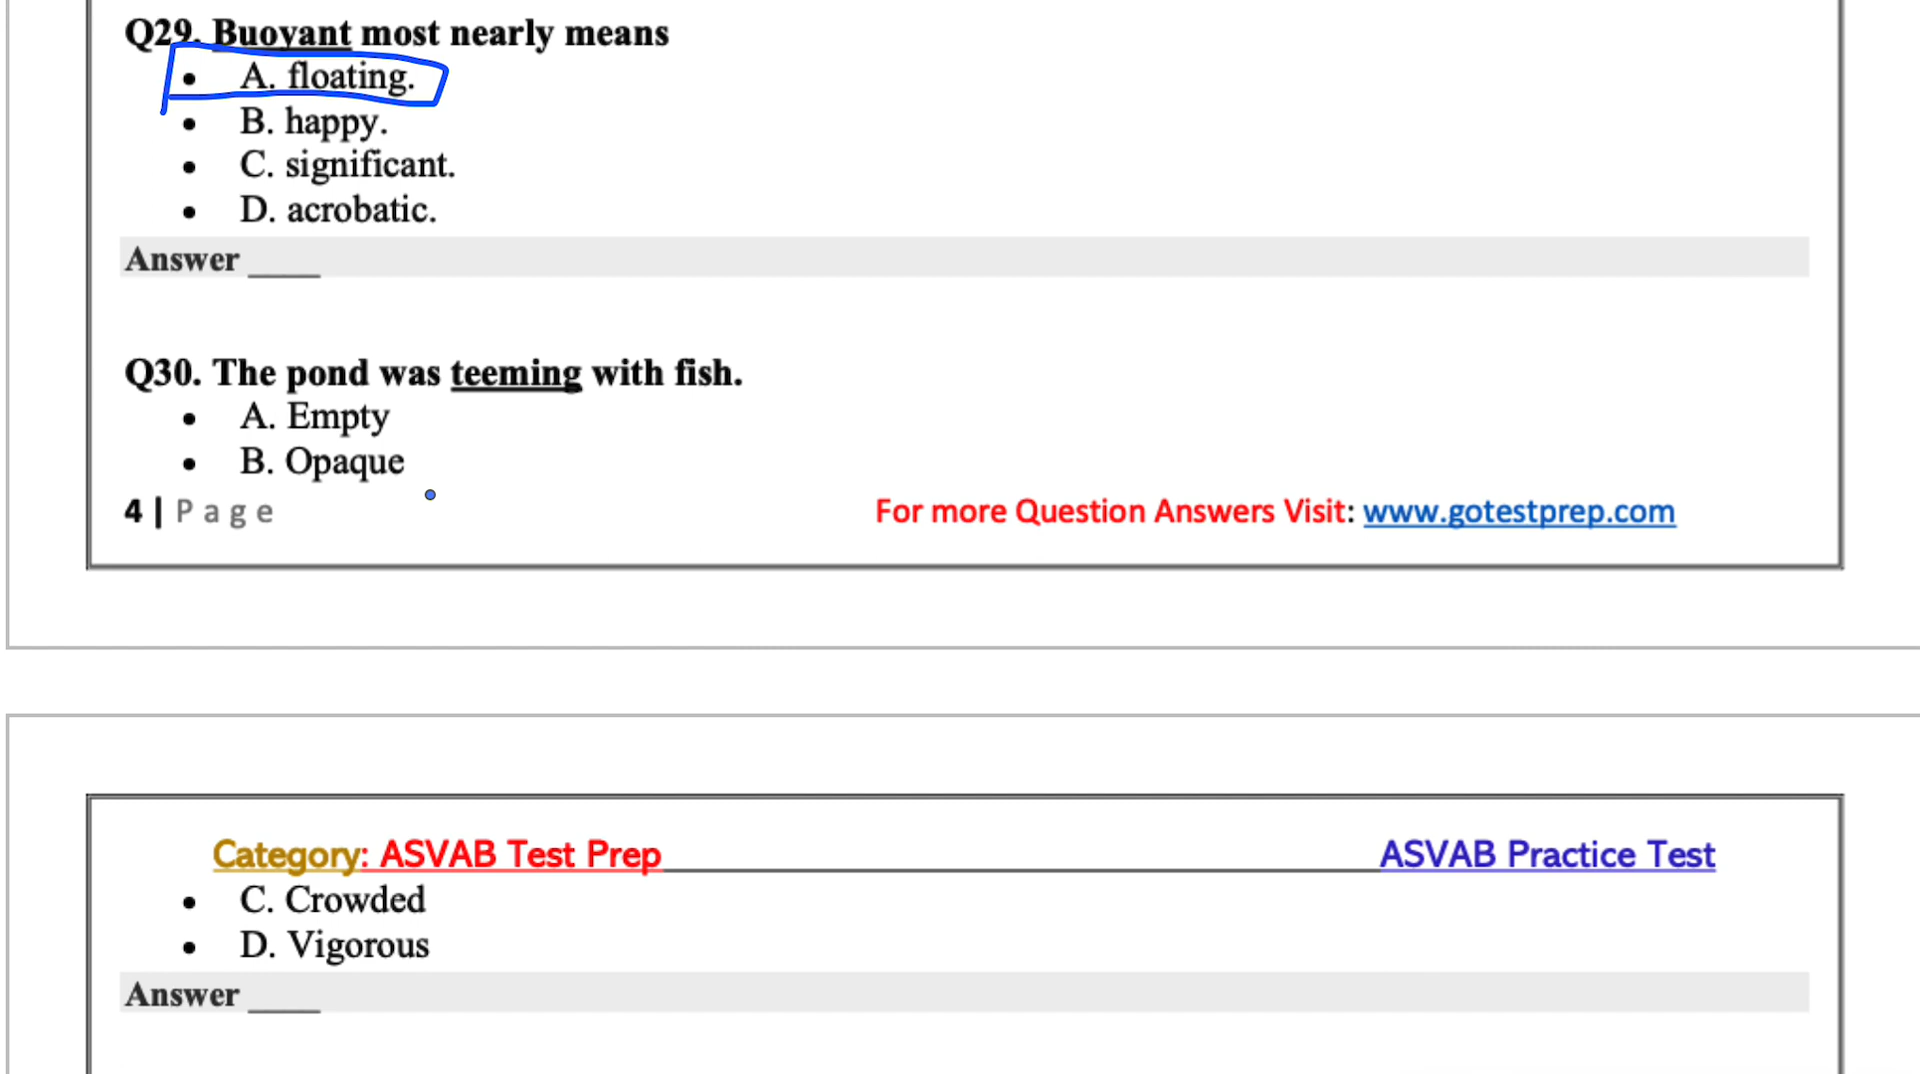 Q29. Buoyant most nearly means
• A. floating.
• B. happy.
• C. significant.
• D. acrobatic.
Answer ____
Q30. The pond was teeming with fish.
• A. Empty
• B. Opaque
4 | Page For more Question Answers Visit: www.gotestprep.com
Category: ASVAB Test Prep ASVAB Practice Test
• C. Crowded
• D. Vigorous
Answer ____